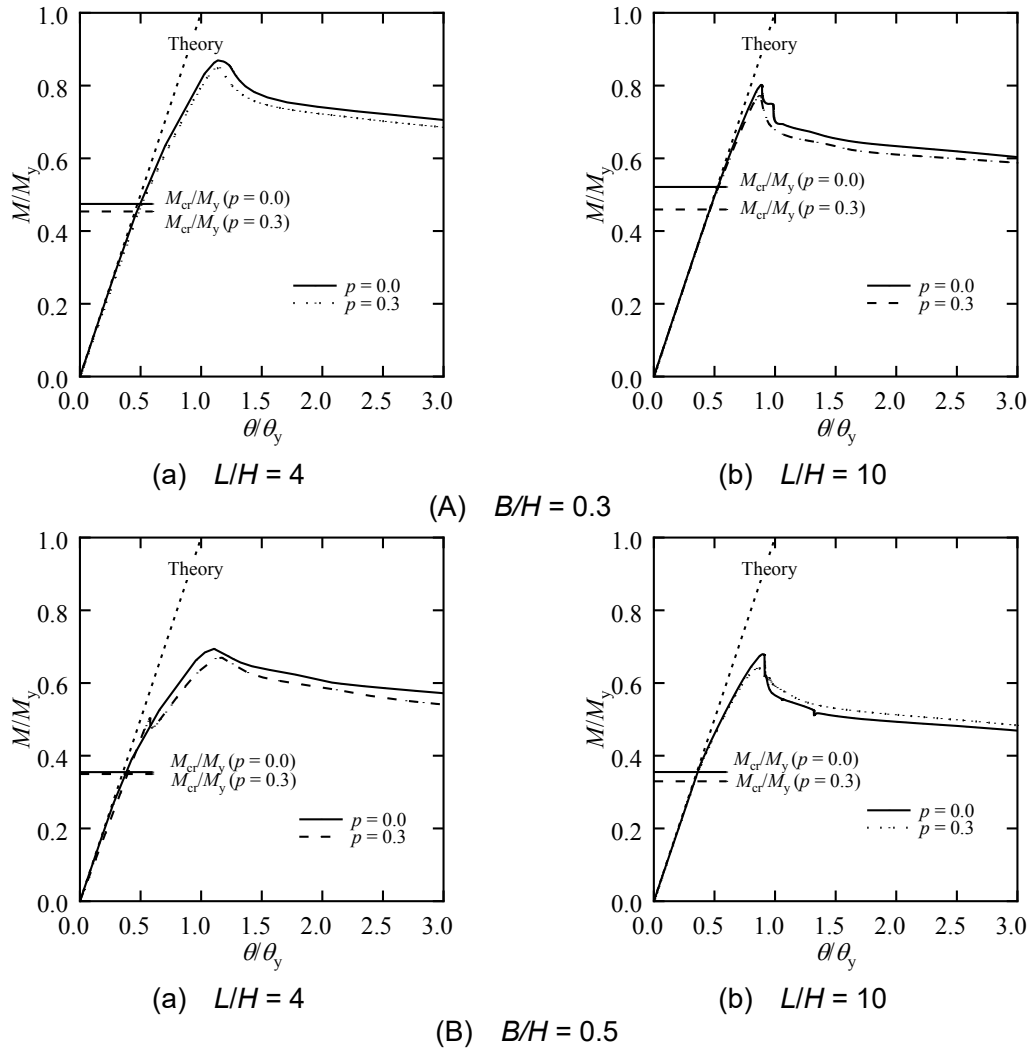 1.0
Theory
0.8
0.6
M/My
Mcr/My (p = 0.0)
Mcr/My (p = 0.3)
0.4
0.2
p = 0.0
p = 0.3
0.0
0.0 0.5 1.0 1.5 2.0 2.5 3.0
θ/θy
(a) L/H = 4
1.0
Theory
0.8
0.6
M/My
Mcr/My (p = 0.0)
Mcr/My (p = 0.3)
0.4
0.2
p = 0.0
p = 0.3
0.0
0.0 0.5 1.0 1.5 2.0 2.5 3.0
θ/θy
(b) L/H = 10
(A) B/H = 0.3
1.0
Theory
0.8
0.6
M/My
Mcr/My (p = 0.0)
Mcr/My (p = 0.3)
0.4
0.2
p = 0.0
p = 0.3
0.0
0.0 0.5 1.0 1.5 2.0 2.5 3.0
θ/θy
(a) L/H = 4
1.0
Theory
0.8
0.6
M/My
Mcr/My (p = 0.0)
Mcr/My (p = 0.3)
0.4
0.2
p = 0.0
p = 0.3
0.0
0.0 0.5 1.0 1.5 2.0 2.5 3.0
θ/θy
(b) L/H = 10
(B) B/H = 0.5